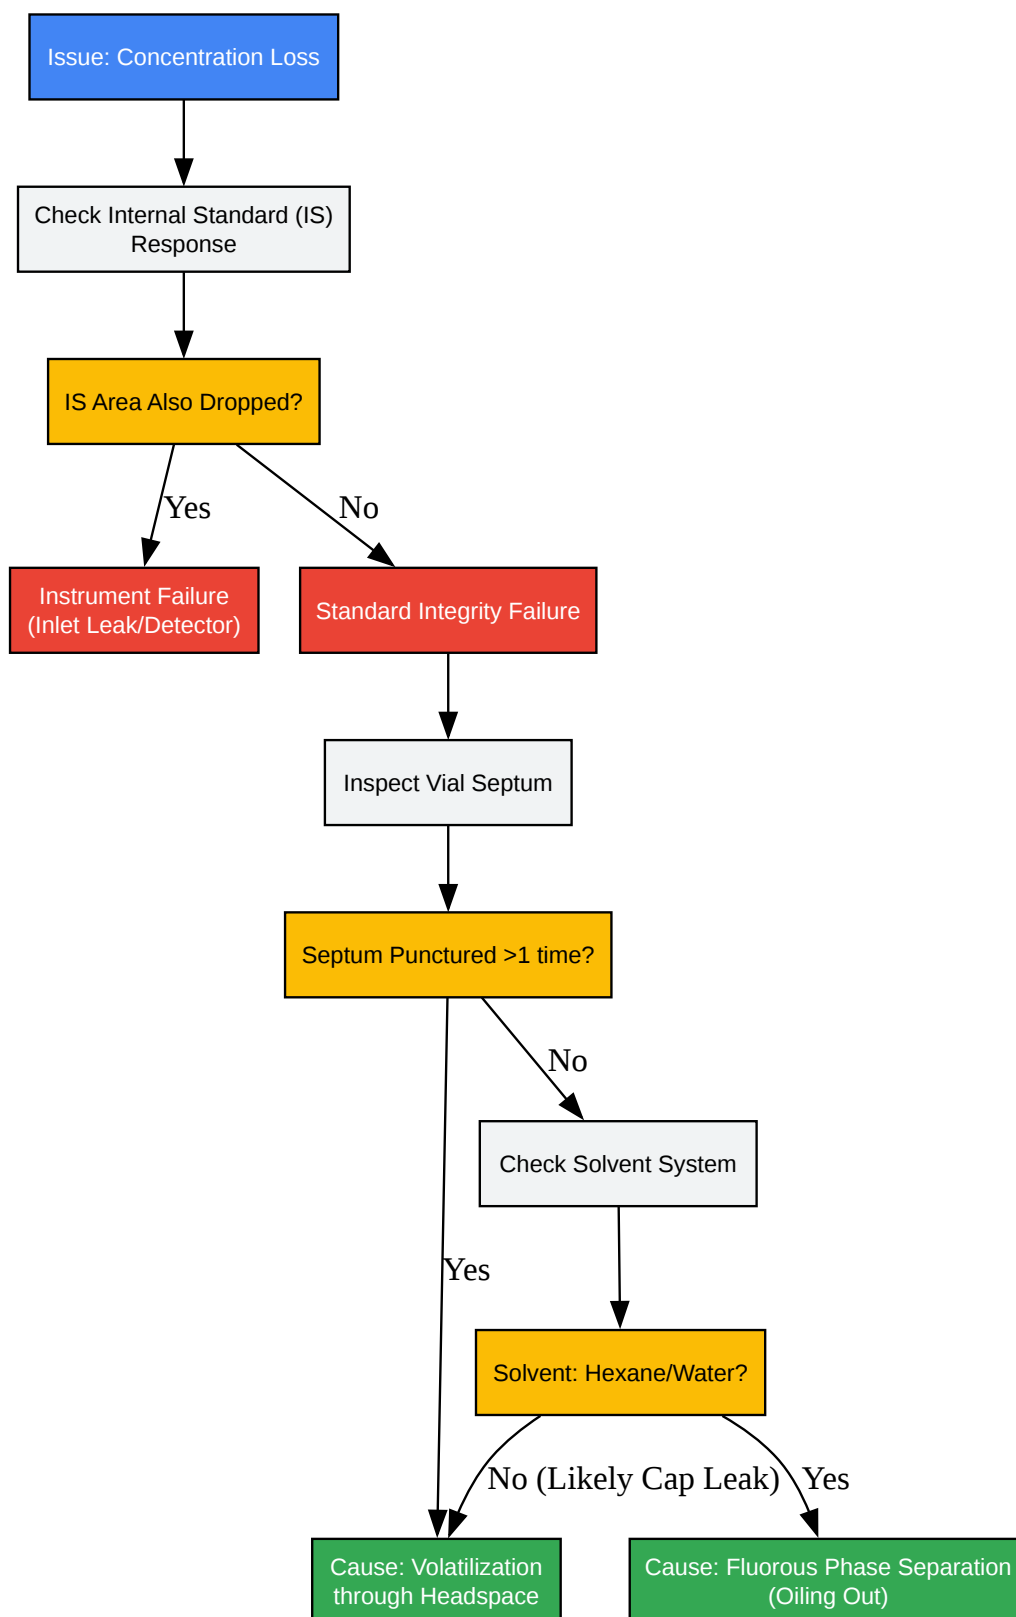 Issue: Concentration Loss
Check Internal Standard (IS)
Response
IS Area Also Dropped?
Yes
No
Instrument Failure
(Inlet Leak/Detector)
Standard Integrity Failure
Inspect Vial Septum
Septum Punctured >1 time?
No
Check Solvent System
Yes
Solvent: Hexane/Water?
No (Likely Cap Leak)
Yes
Cause: Volatilization
through Headspace
Cause: Fluorous Phase Separation
(Oiling Out)